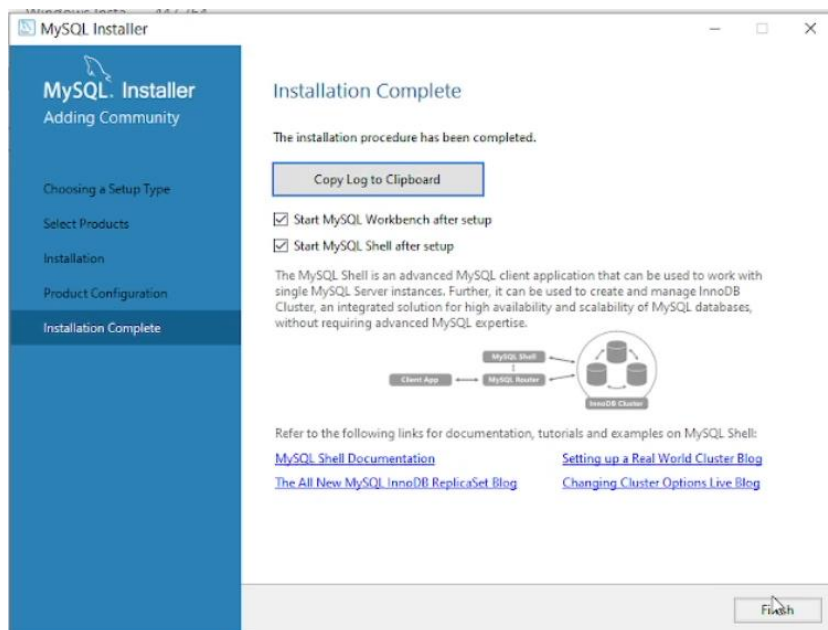 MySQL Installer
MySQL. Installer
Adding Community
Choosing a Setup Type
Select Products
Installation
Product Configuration
Installation Complete
Installation Complete
The installation procedure has been completed.
Copy Log to Clipboard
Start MySQL Workbench after setup
Start MySQL Shell after setup
The MySQL Shell is an advanced MySQL client application that can be used to work with
single MySQL Server instances. Further, it can be used to create and manage InnoDB
Cluster, an integrated solution for high availability and scalability of MySQL databases,
without requiring advanced MySQL expertise.
MySQL Shell
Client App
MySQL Router
InnoDB Cluster
Refer to the following links for documentation, tutorials and examples on MySQL Shell:
MySQL Shell Documentation
Setting up a Real World Cluster Blog
The All New MySQL InnoDB ReplicaSet Blog
Changing Cluster Options Live Blog
Finish